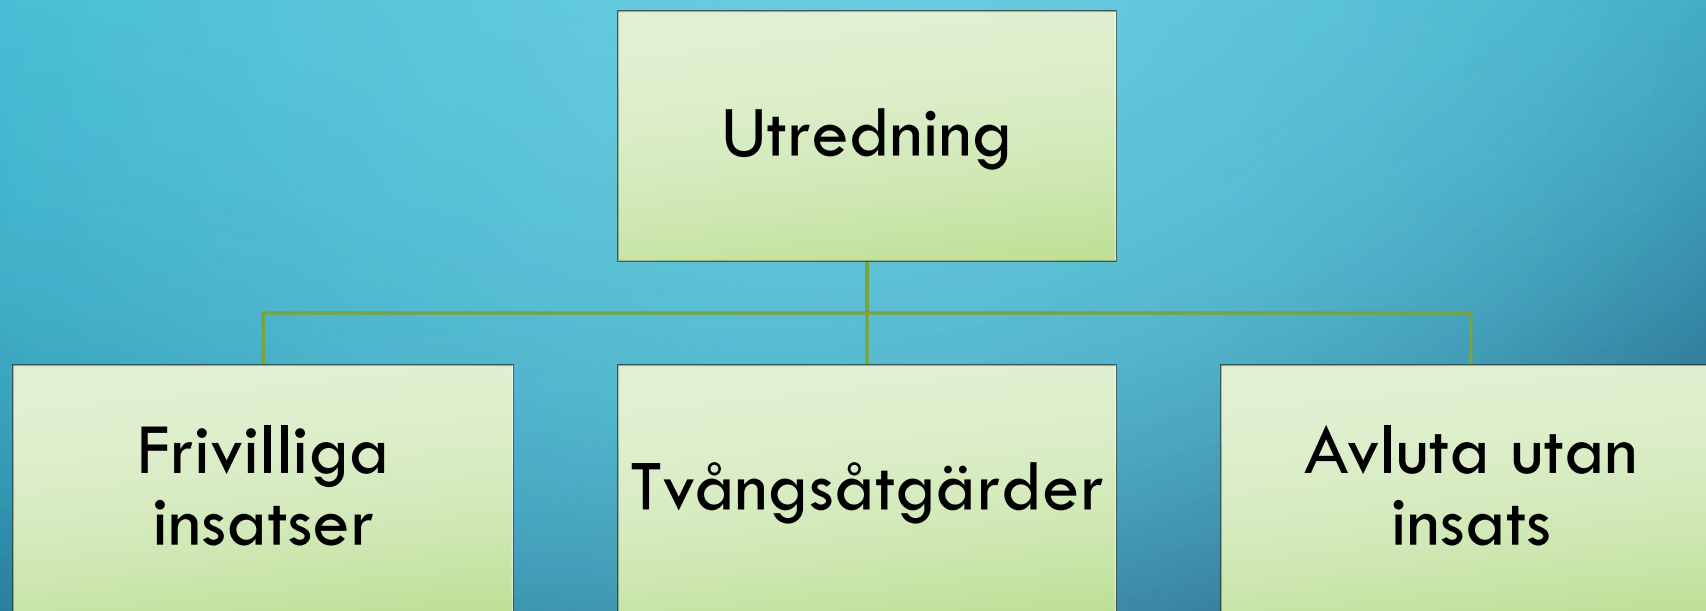 Utredning
Frivilliga
insatser
Tvångsåtgärder
Avluta utan
insats